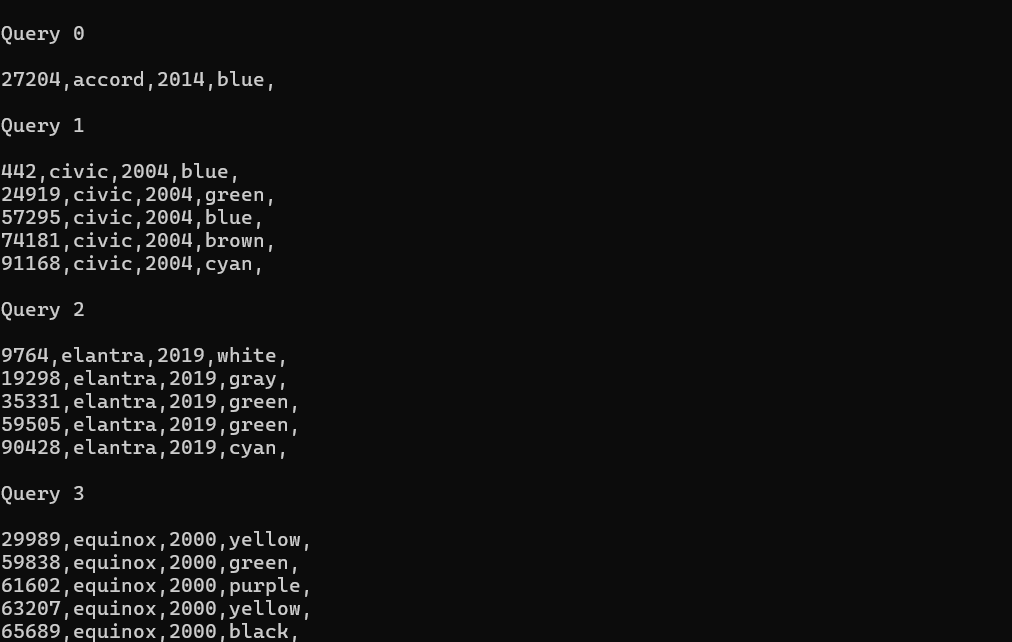 Query 0
27204,accord,2014,blue,
Query 1
442,civic,2004,blue,
24919,civic,2004,green,
57295,civic,2004,blue,
74181,civic,2004,brown,
91168,civic,2004,cyan,
Query 2
9764,elantra,2019,white,
19298,elantra,2019,gray,
35331,elantra,2019,green,
59505,elantra,2019,green,
90428,elantra,2019,cyan,
Query 3
29989,equinox,2000,yellow,
59838,equinox,2000,green,
61602,equinox,2000,purple,
63207,equinox,2000,yellow,
65689,equinox,2000,black,